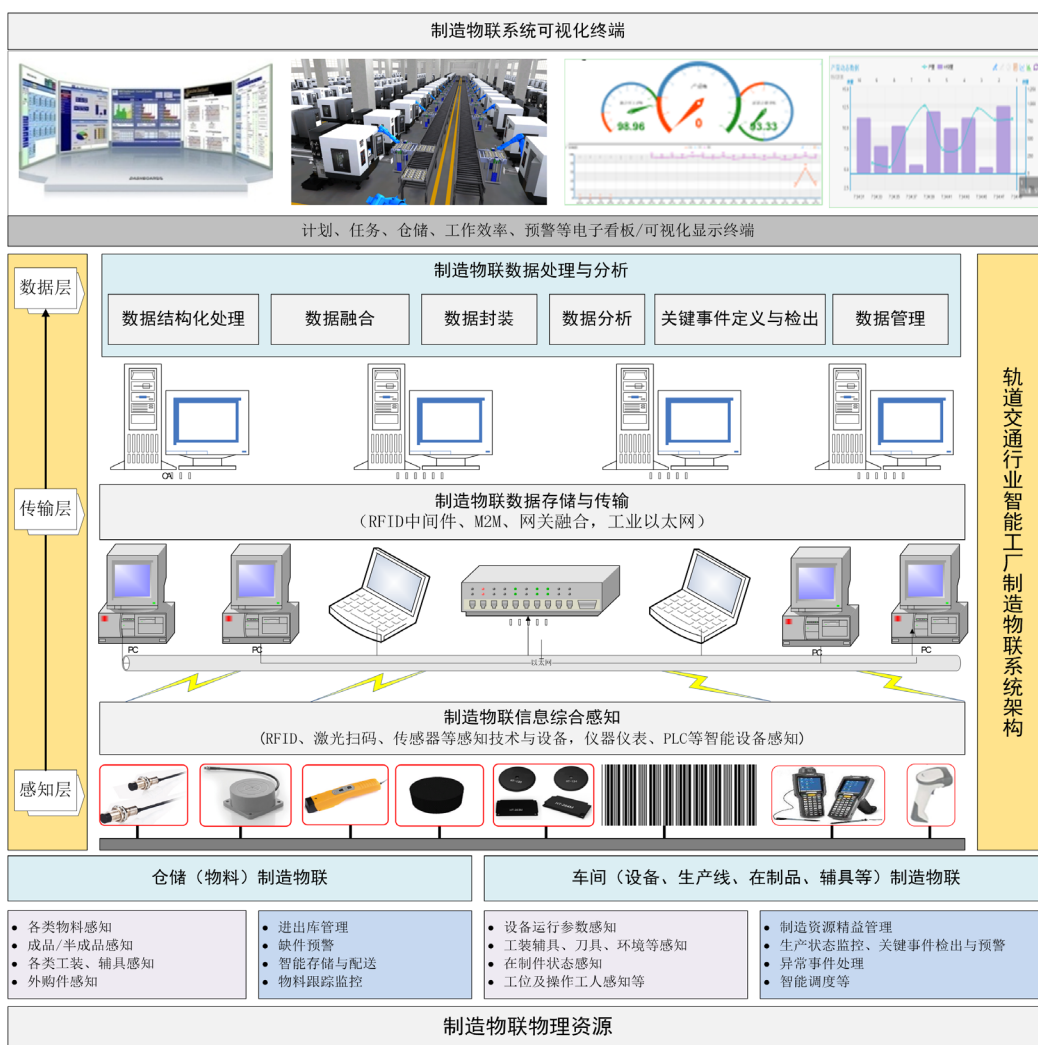 制造物联系统可视化终端
98.96
0
93.33
计划、任务、仓储、工作效率、预警等电子看板/可视化显示终端
数据层
制造物联数据处理与分析
数据结构化处理
数据融合
数据封装
数据分析
关键事件定义与检出
数据管理
传输层
制造物联数据存储与传输
（RFID中间件、M2M、网关融合，工业以太网）
PC
PC
PC
PC
以太网
制造物联信息综合感知
(RFID、激光扫码、传感器等感知技术与设备，仪器仪表、PLC等智能设备感知)
感知层
轨道交通行业智能工厂制造物联系统架构
仓储（物料）制造物联
车间（设备、生产线、在制品、辅具等）制造物联
● 各类物料感知
● 成品/半成品感知
● 各类工装、辅具感知
● 外购件感知
● 进出库管理
● 缺件预警
● 智能存储与配送
● 物料跟踪监控
● 设备运行参数感知
● 工装辅具、刀具、环境等感知
● 在制件状态感知
● 工位及操作工人感知等
● 制造资源精益管理
● 生产状态监控、关键事件检出与预警
● 异常事件处理
● 智能调度等
制造物联物理资源